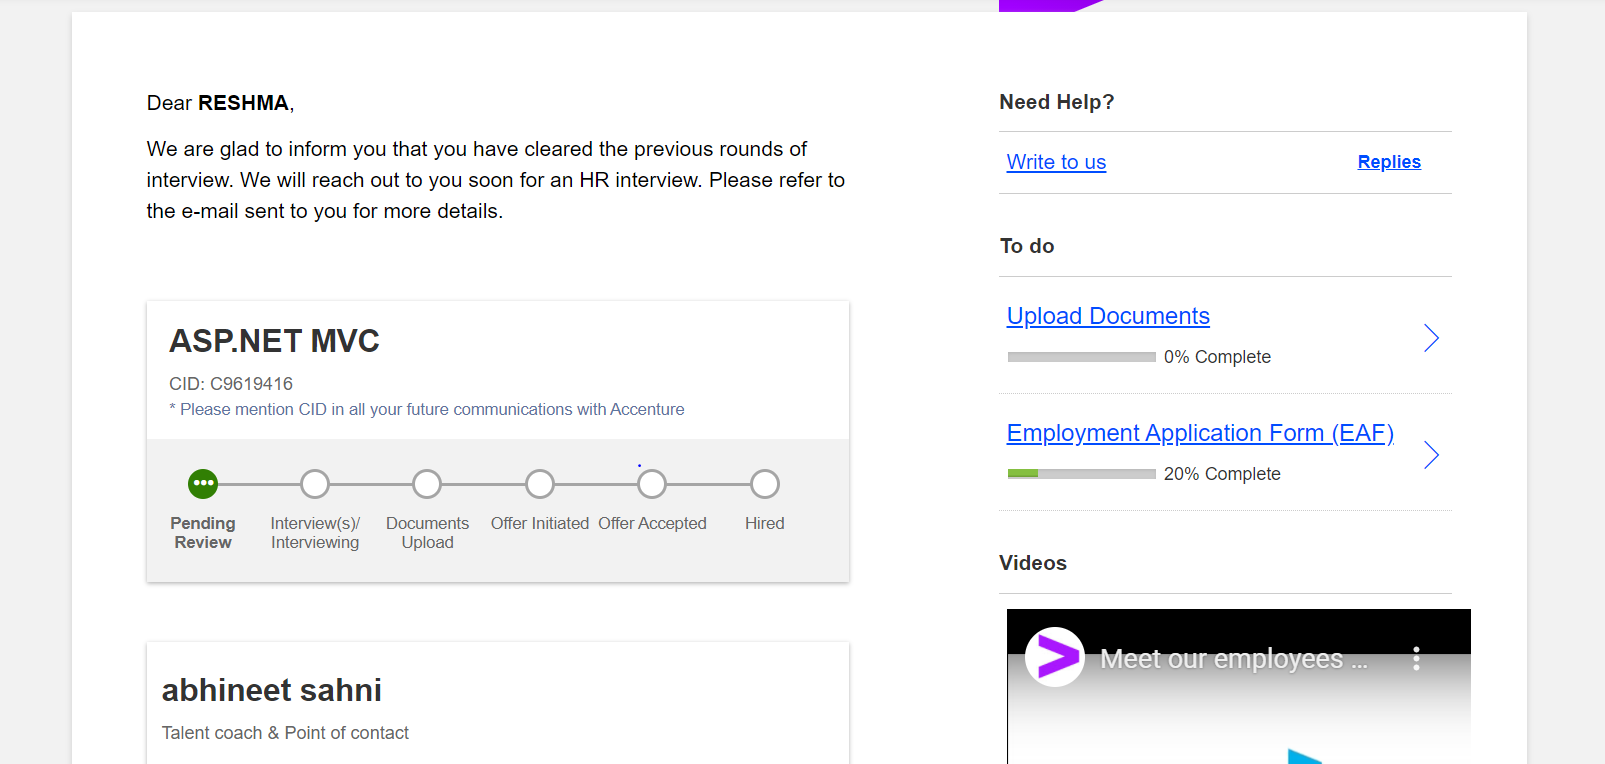 Dear RESHMA,
We are glad to inform you that you have cleared the previous rounds of
interview. We will reach out to you soon for an HR interview. Please refer to
the e-mail sent to you for more details.
ASP.NET MVC
CID: C9619416
* Please mention CID in all your future communications with Accenture
Pending
Review
Interview(s)/
Interviewing
Documents
Upload
Offer Initiated
Offer Accepted
Hired
abhineet sahni
Talent coach & Point of contact
Need Help?
Write to us
Replies
To do
Upload Documents
0% Complete
Employment Application Form (EAF)
20% Complete
Videos
Meet our employees ...